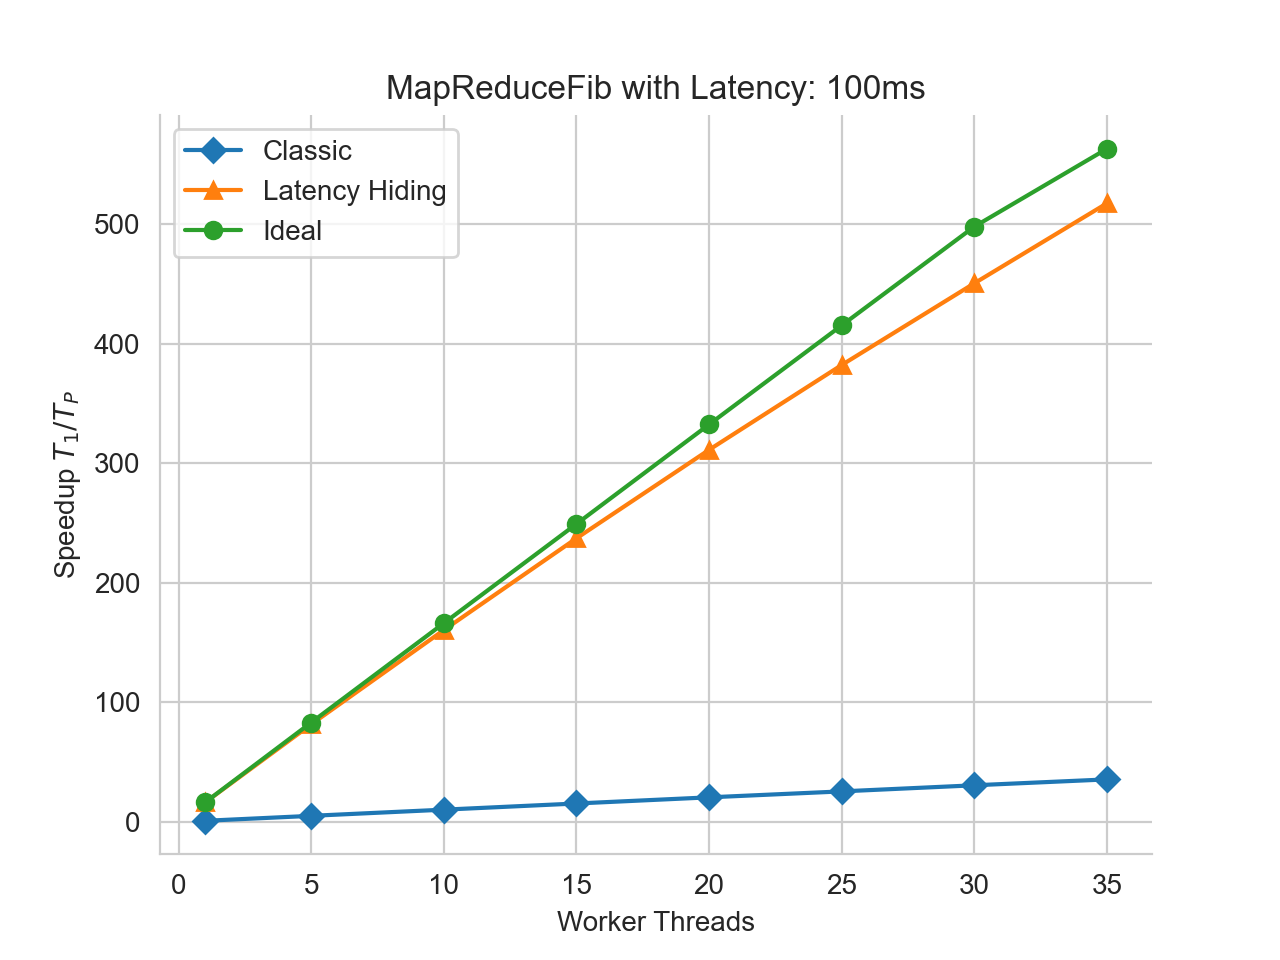 MapReduceFib with Latency: 100ms
Classic
Latency Hiding
Ideal
500
400
300
200
100
0
Speedup T₁/T_P
0 5 10 15 20 25 30 35
Worker Threads